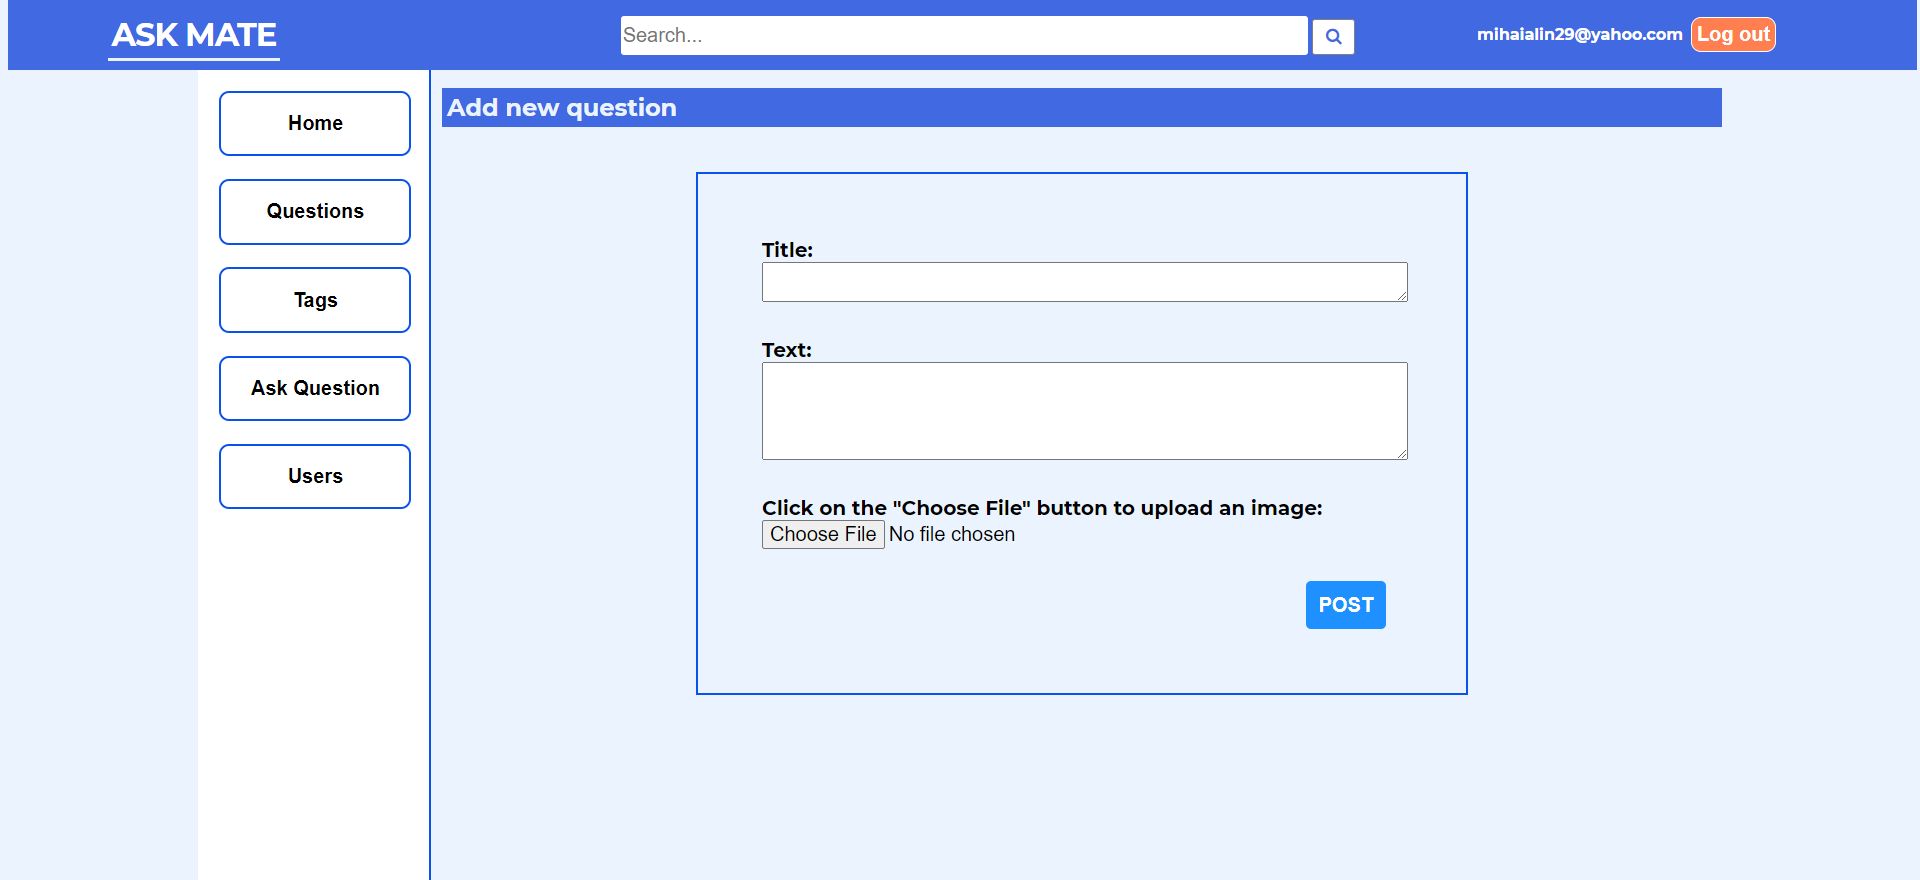 ASK MATE
Search...
mihaialin29@yahoo.com Log out
Home
Questions
Tags
Ask Question
Users
Add new question
Title:
Text:
Click on the "Choose File" button to upload an image:
Choose File No file chosen
POST